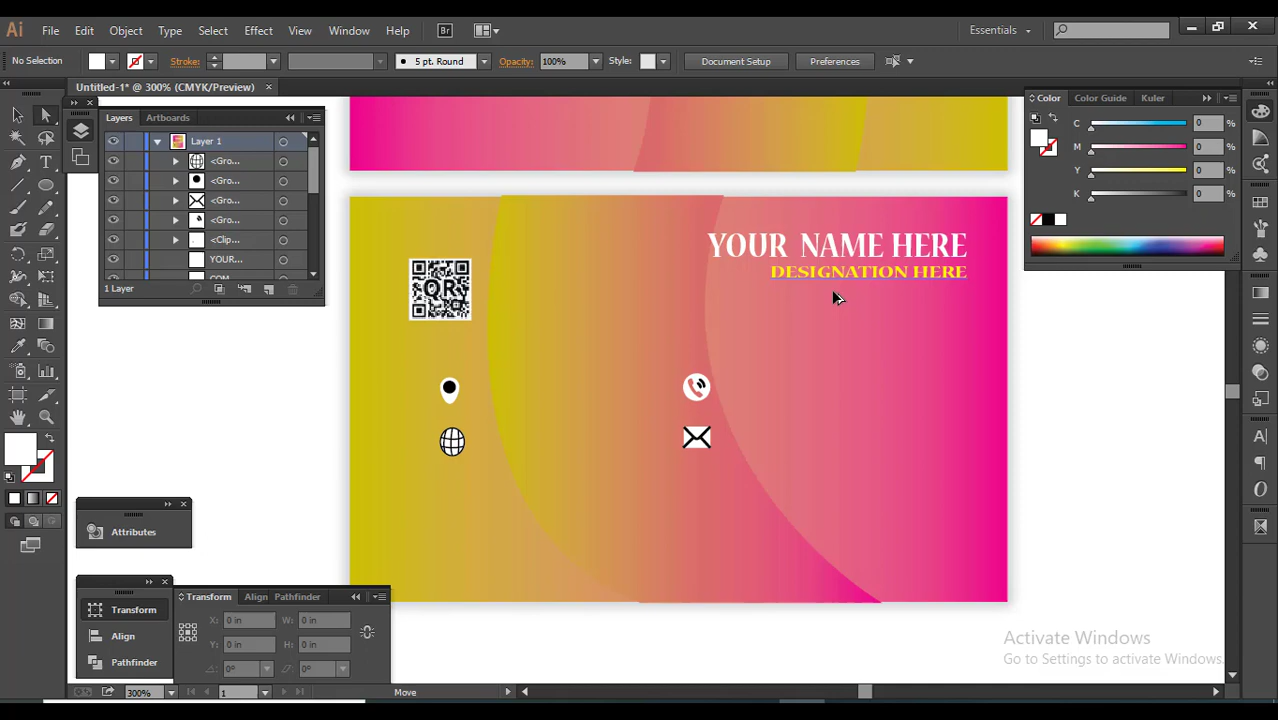 Ai File Edit Object Type Select Effect View Window Help Br Essentials
No Selection Stroke: 5 pt. Round Opacity: 100% Style: Document Setup Preferences
Untitled-1* @ 300% (CMYK/Preview)
Layers Artboards
Layer 1
<Gro...
<Gro...
<Gro...
<Gro...
<Clip...
YOUR...
COM...
1 Layer
Color Color Guide Kuler
C 0 %
M 0 %
Y 0 %
K 0 %
YOUR NAME HERE
DESIGNATION HERE
Attributes
Transform
Align
Pathfinder
Transform Align Pathfinder
X: 0 in W: 0 in
Y: 0 in H: 0 in
0° 0°
Activate Windows
Go to Settings to activate Windows.
300% 1 Move